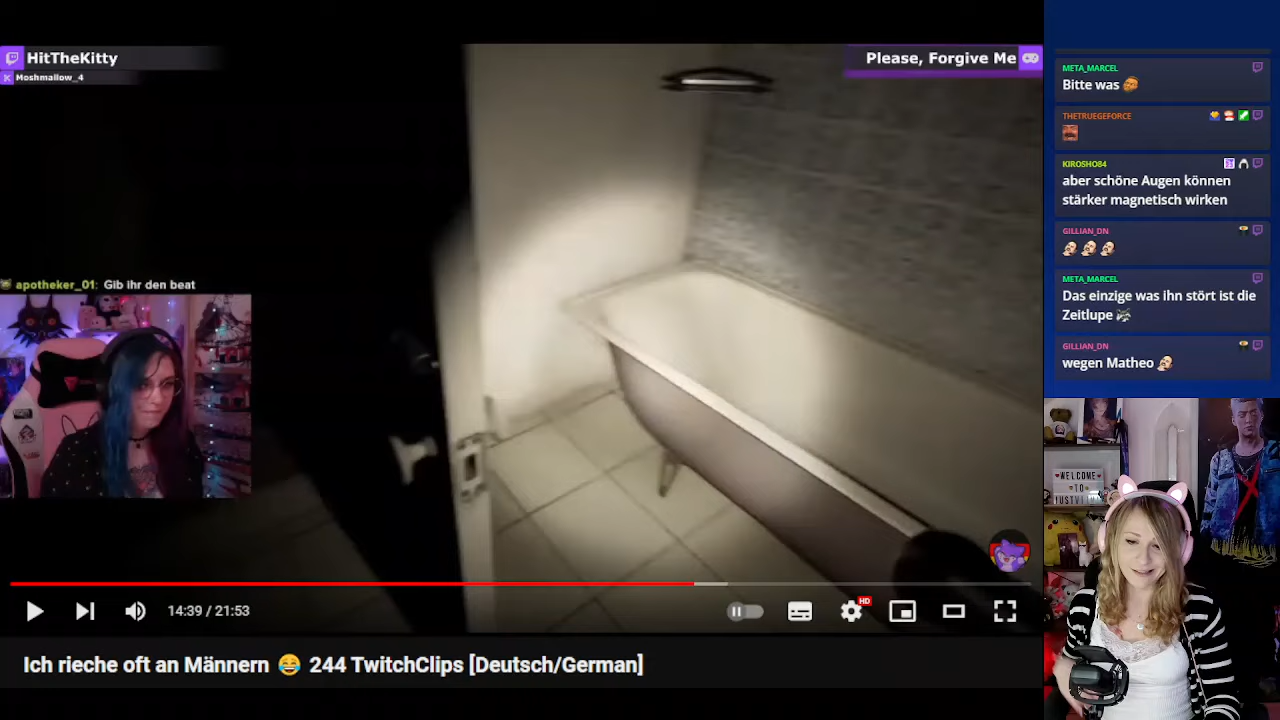 HitTheKitty
Moshmallow_4
Please, Forgive Me
apotheker_01: Gib ihr den beat
14:39 / 21:53
HD
Ich rieche oft an Männern 😂 244 TwitchClips [Deutsch/German]
META_MARCEL
Bitte was
THETRUEGEFORCE
KIROSHO84
aber schöne Augen können
stärker magnetisch wirken
GILLIAN_DN
META_MARCEL
Das einzige was ihn stört ist die
Zeitlupe
GILLIAN_DN
wegen Matheo
WELCOME
TO